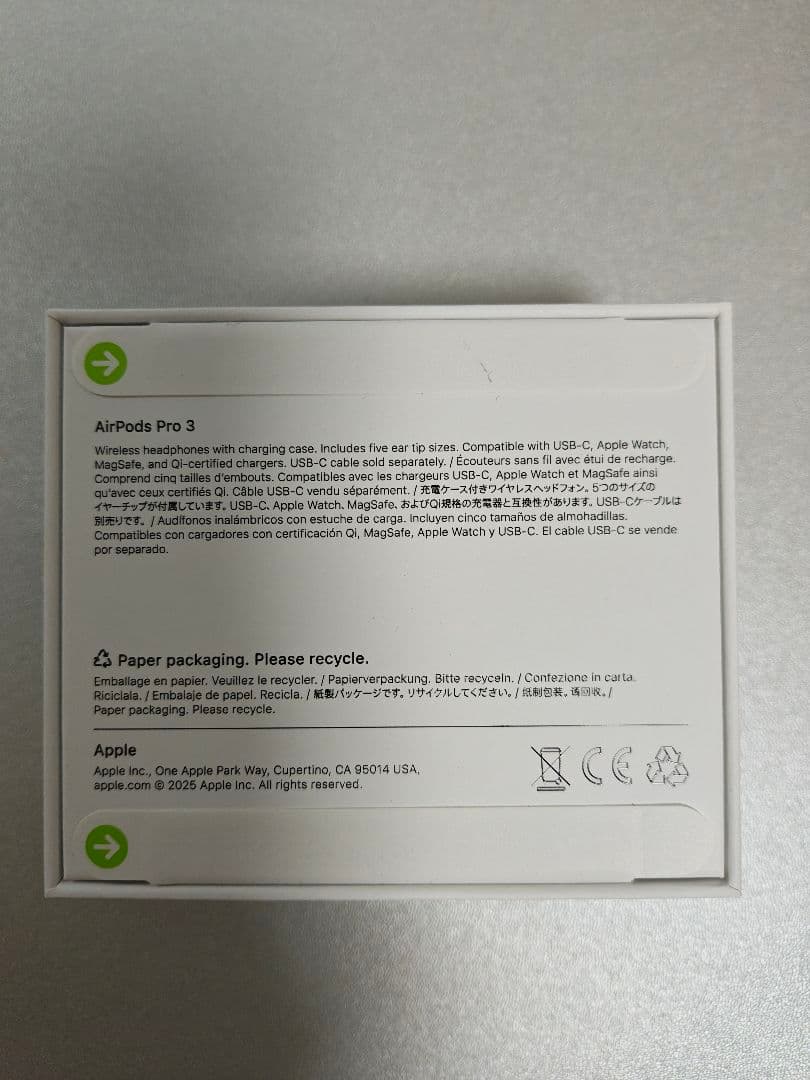 AirPods Pro 3
Wireless headphones with charging case. Includes five ear tip sizes. Compatible with USB-C, Apple Watch,
MagSafe, and Qi-certified chargers. USB-C cable sold separately. / Écouteurs sans fil avec étui de recharge.
Comprend cinq tailles d'embouts. Compatibles avec les chargeurs USB-C, Apple Watch et MagSafe ainsi
qu'avec ceux certifiés Qi. Câble USB-C vendu séparément. / 充電ケース付きワイヤレスヘッドフォン。5つのサイズの
イヤーチップが付属しています。USB-C、Apple Watch、MagSafe、およびQi規格の充電器と互換性があります。USB-Cケーブルは
別売りです。 / Audífonos inalámbricos con estuche de carga. Incluyen cinco tamaños de almohadillas.
Compatibles con cargadores con certificación Qi, MagSafe, Apple Watch y USB-C. El cable USB-C se vende
por separado.
Paper packaging. Please recycle.
Emballage en papier. Veuillez le recycler. / Papierverpackung. Bitte recyceln. / Confezione in carta.
Riciclala. / Embalaje de papel. Recicla. / 紙製パッケージです。リサイクルしてください。 / 纸制包装。请回收。 /
Paper packaging. Please recycle.
Apple
Apple Inc., One Apple Park Way, Cupertino, CA 95014 USA,
apple.com © 2025 Apple Inc. All rights reserved.
CE